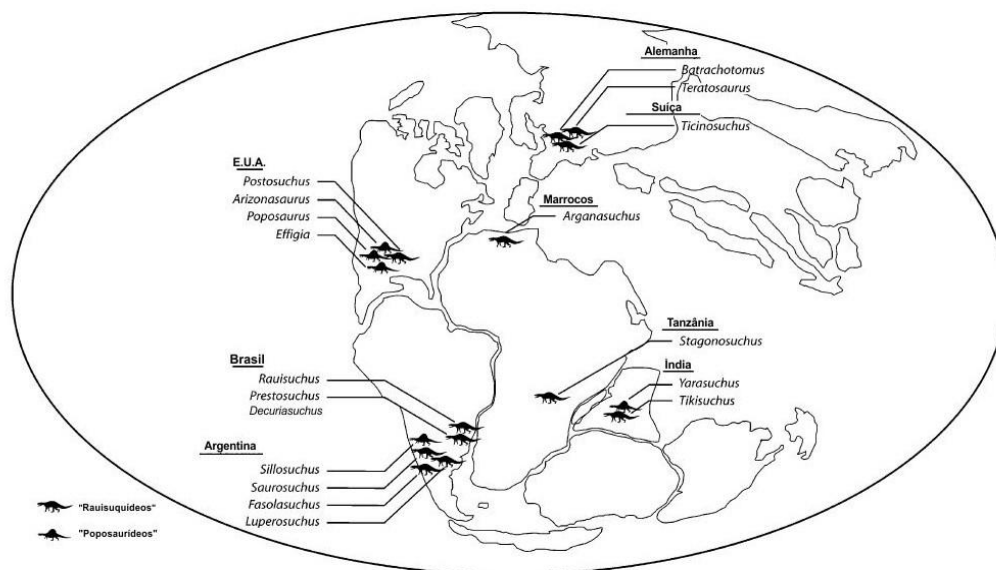 Alemanha
Batrachotomus
Teratosaurus
Suiça
Ticinosuchus
E.U.A.
Postosuchus
Arizonasaurus
Poposaurus
Effigia
Marrocos
Arganasuchus
Tanzânia
Stagonosuchus
Índia
Yarasuchus
Tikisuchus
Brasil
Rauisuchus
Prestosuchus
Decuriasuchus
Argentina
Sillosuchus
Saurosuchus
Fasolasuchus
Luperosuchus
"Rauisuquídeos"
"Poposaurídeos"